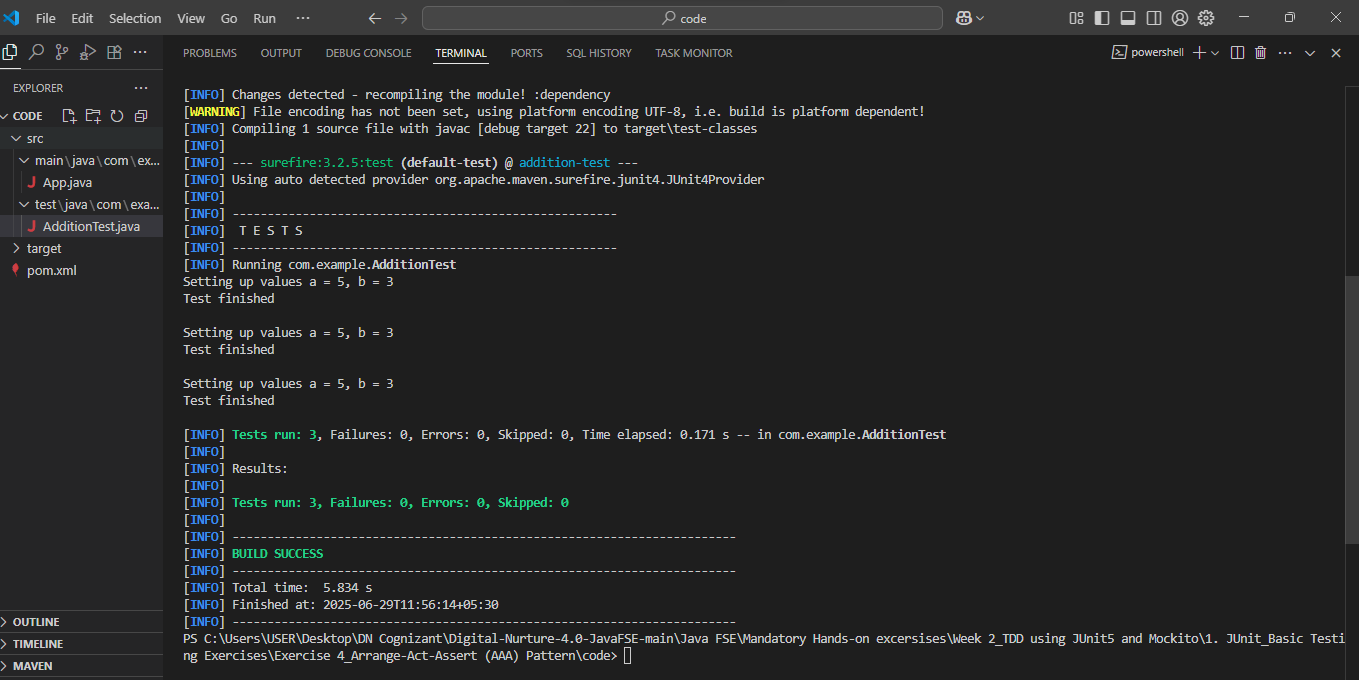 File Edit Selection View Go Run ··· code
PROBLEMS OUTPUT DEBUG CONSOLE TERMINAL PORTS SQL HISTORY TASK MONITOR powershell
EXPLORER
CODE
src
main\java\com\ex...
App.java
test\java\com\exa...
AdditionTest.java
target
pom.xml
OUTLINE
TIMELINE
MAVEN
[INFO] Changes detected - recompiling the module! :dependency
[WARNING] File encoding has not been set, using platform encoding UTF-8, i.e. build is platform dependent!
[INFO] Compiling 1 source file with javac [debug target 22] to target\test-classes
[INFO]
[INFO] --- surefire:3.2.5:test (default-test) @ addition-test ---
[INFO] Using auto detected provider org.apache.maven.surefire.junit4.JUnit4Provider
[INFO]
[INFO] -------------------------------------------------------
[INFO]  T E S T S
[INFO] -------------------------------------------------------
[INFO] Running com.example.AdditionTest
Setting up values a = 5, b = 3
Test finished
Setting up values a = 5, b = 3
Test finished
Setting up values a = 5, b = 3
Test finished
[INFO] Tests run: 3, Failures: 0, Errors: 0, Skipped: 0, Time elapsed: 0.171 s -- in com.example.AdditionTest
[INFO]
[INFO] Results:
[INFO]
[INFO] Tests run: 3, Failures: 0, Errors: 0, Skipped: 0
[INFO]
[INFO] ------------------------------------------------------------------------
[INFO] BUILD SUCCESS
[INFO] ------------------------------------------------------------------------
[INFO] Total time:  5.834 s
[INFO] Finished at: 2025-06-29T11:56:14+05:30
[INFO] ------------------------------------------------------------------------
PS C:\Users\USER\Desktop\DN Cognizant\Digital-Nurture-4.0-JavaFSE-main\Java FSE\Mandatory Hands-on excersises\Week 2_TDD using JUnit5 and Mockito\1. JUnit_Basic Testi
ng Exercises\Exercise 4_Arrange-Act-Assert (AAA) Pattern\code>